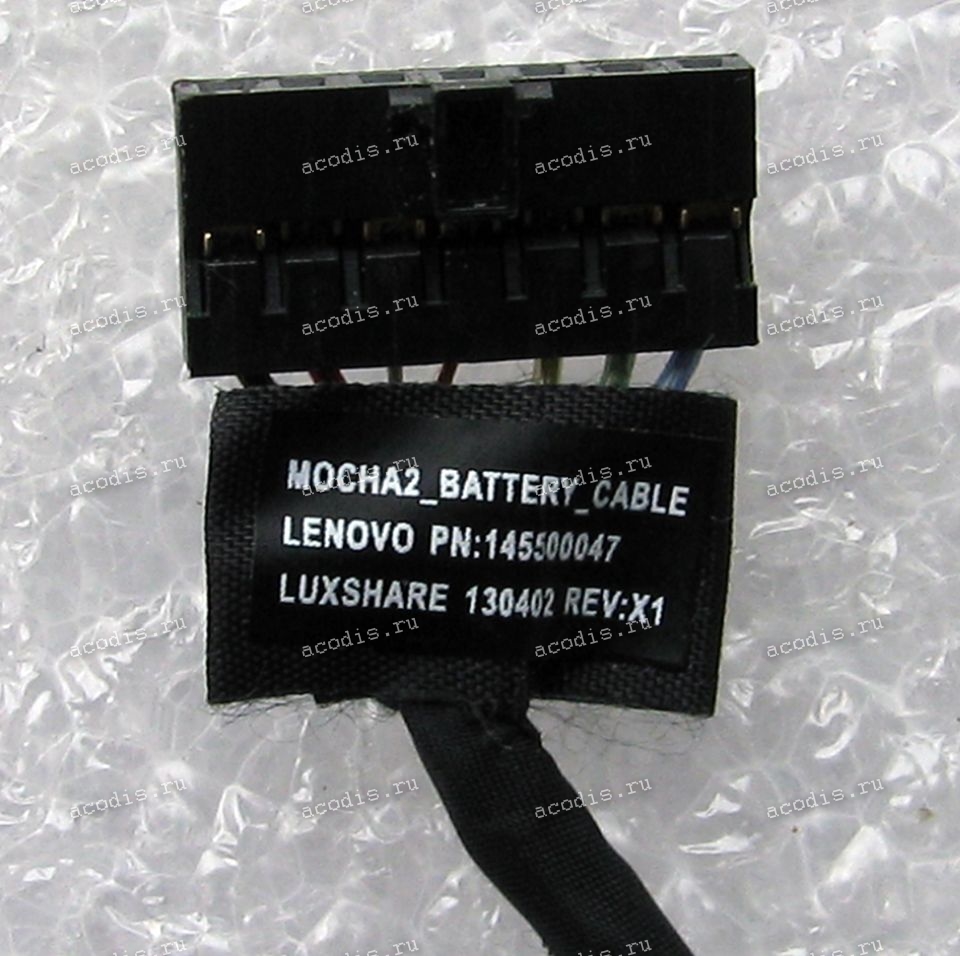 MOCHA2_BATTERY_CABLE
LENOVO PN:145500047
LUXSHARE 130402 REV:X1
acodis.ru